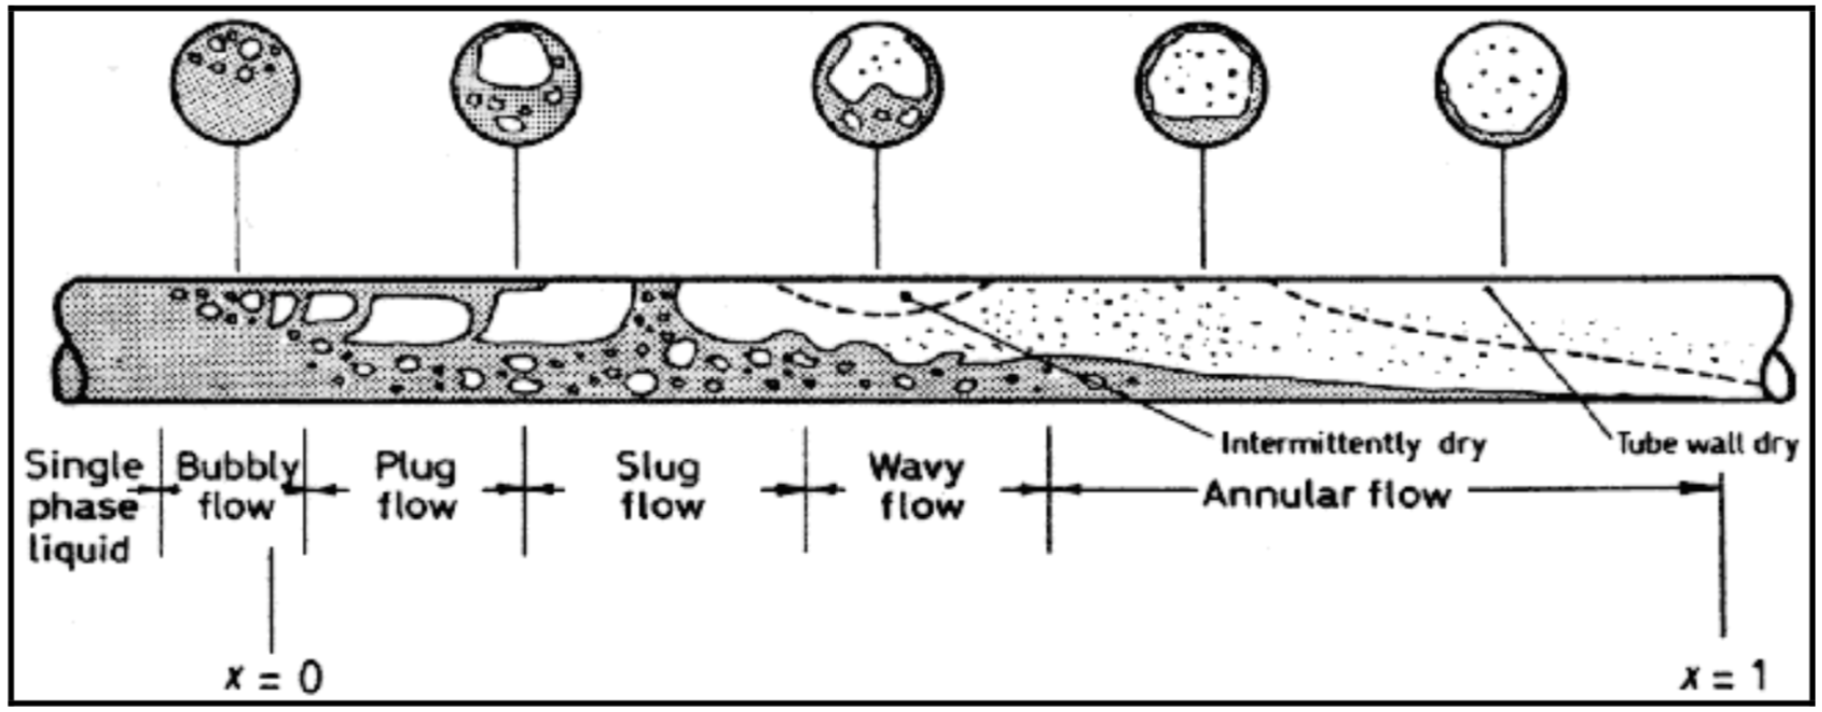 Intermittently dry
Tube wall dry
Single
phase
liquid
Bubbly
flow
Plug
flow
Slug
flow
Wavy
flow
Annular flow
x = 0
x = 1